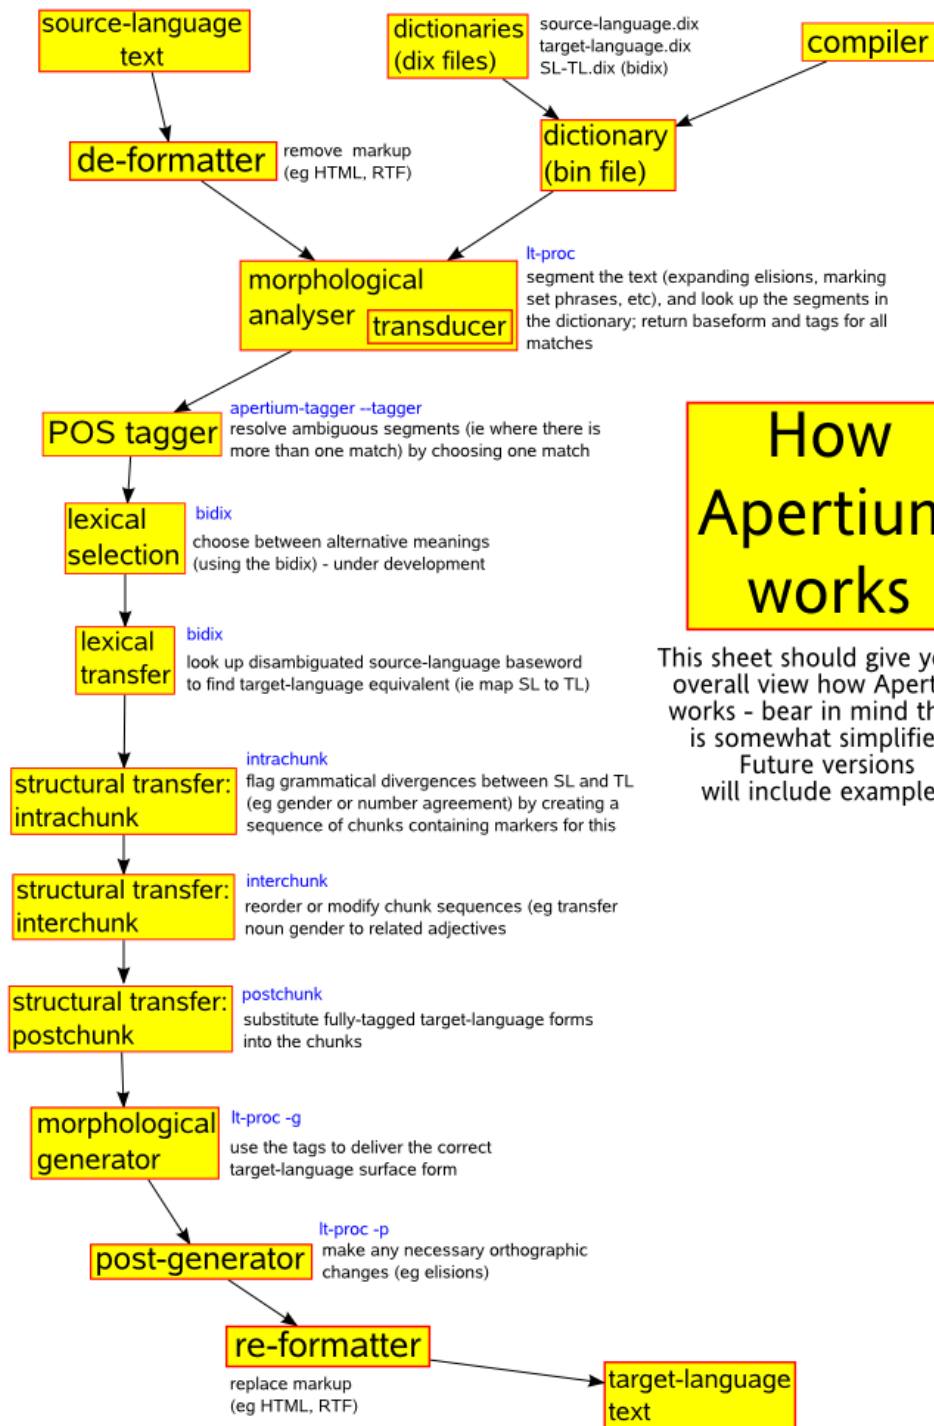 source-language
text
dictionaries
(dix files)
source-language.dix
target-language.dix
SL-TL.dix (bidix)
compiler
de-formatter
remove markup
(eg HTML, RTF)
dictionary
(bin file)
morphological
analyser
transducer
lt-proc
segment the text (expanding elisions, marking
set phrases, etc), and look up the segments in
the dictionary; return baseform and tags for all
matches
POS tagger
apertium-tagger --tagger
resolve ambiguous segments (ie where there is
more than one match) by choosing one match
How
Apertium
works
This sheet should give yo
overall view how Apert
works - bear in mind th
is somewhat simplifie
Future versions
will include example
lexical
selection
bidix
choose between alternative meanings
(using the bidix) - under development
lexical
transfer
bidix
look up disambiguated source-language baseword
to find target-language equivalent (ie map SL to TL)
structural transfer:
intrachunk
intrachunk
flag grammatical divergences between SL and TL
(eg gender or number agreement) by creating a
sequence of chunks containing markers for this
structural transfer:
interchunk
interchunk
reorder or modify chunk sequences (eg transfer
noun gender to related adjectives
structural transfer:
postchunk
postchunk
substitute fully-tagged target-language forms
into the chunks
morphological
generator
lt-proc -g
use the tags to deliver the correct
target-language surface form
post-generator
lt-proc -p
make any necessary orthographic
changes (eg elisions)
re-formatter
replace markup
(eg HTML, RTF)
target-language
text